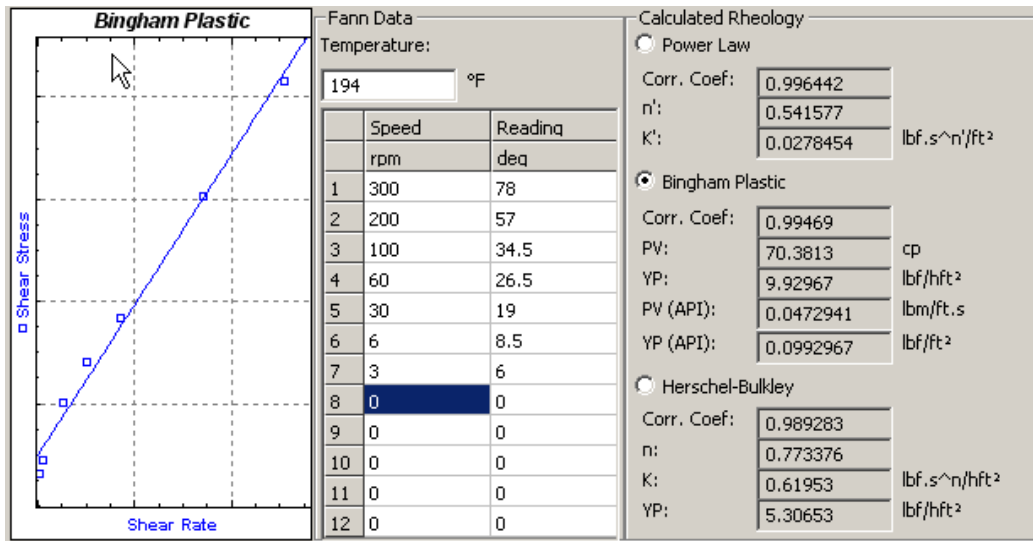 Bingham Plastic
Shear Stress
Shear Rate
Fann Data
Temperature:
194 °F
Speed Reading
rpm deg
1 300 78
2 200 57
3 100 34.5
4 60 26.5
5 30 19
6 6 8.5
7 3 6
8 0 0
9 0 0
10 0 0
11 0 0
12 0 0
Calculated Rheology
Power Law
Corr. Coef: 0.996442
n': 0.541577
K': 0.0278454 lbf.s^n'/ft²
Bingham Plastic
Corr. Coef: 0.99469
PV: 70.3813 cp
YP: 9.92967 lbf/hft²
PV (API): 0.0472941 lbm/ft.s
YP (API): 0.0992967 lbf/ft²
Herschel-Bulkley
Corr. Coef: 0.989283
n: 0.773376
K: 0.61953 lbf.s^n/hft²
YP: 5.30653 lbf/hft²